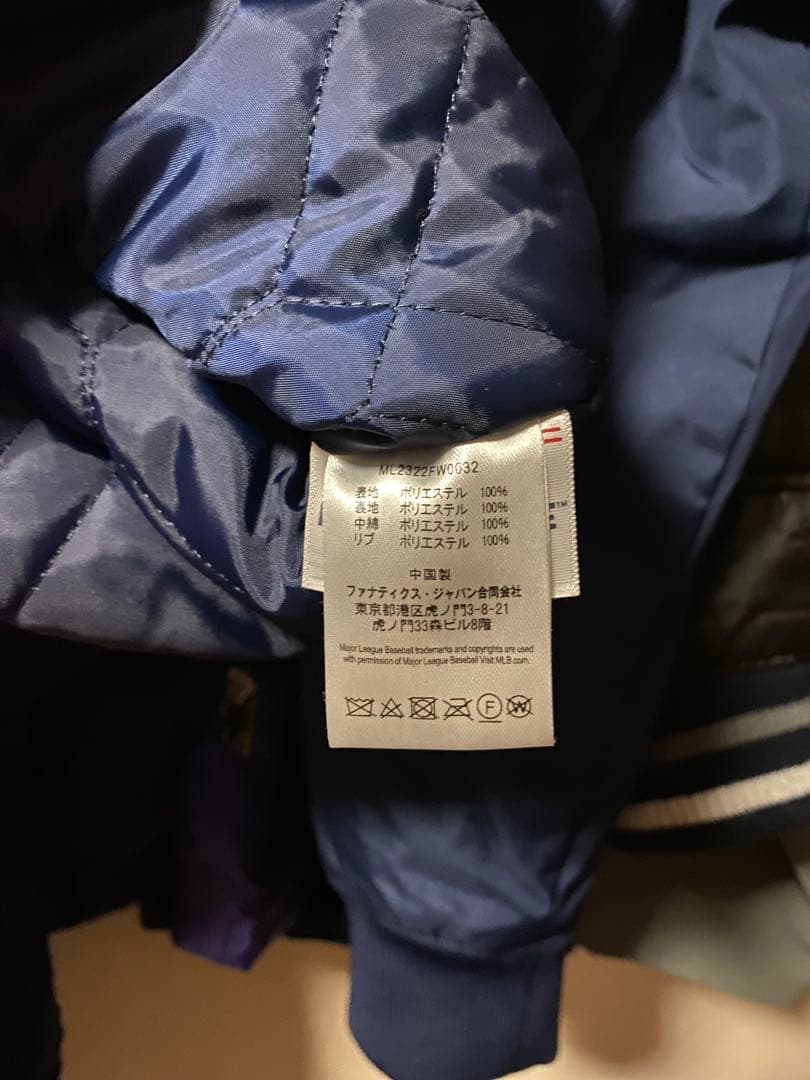 ML2322FW0032
表地 ポリエステル 100%
表地 ポリエステル 100%
中綿 ポリエステル 100%
リブ ポリエステル 100%
中国製
ファナティクス・ジャパン合同会社
東京都港区虎ノ門3-8-21
虎ノ門33森ビル8階
Major League Baseball trademarks and copyrights are used
with permission of Major League Baseball Visit MLB.com.
F W
TM